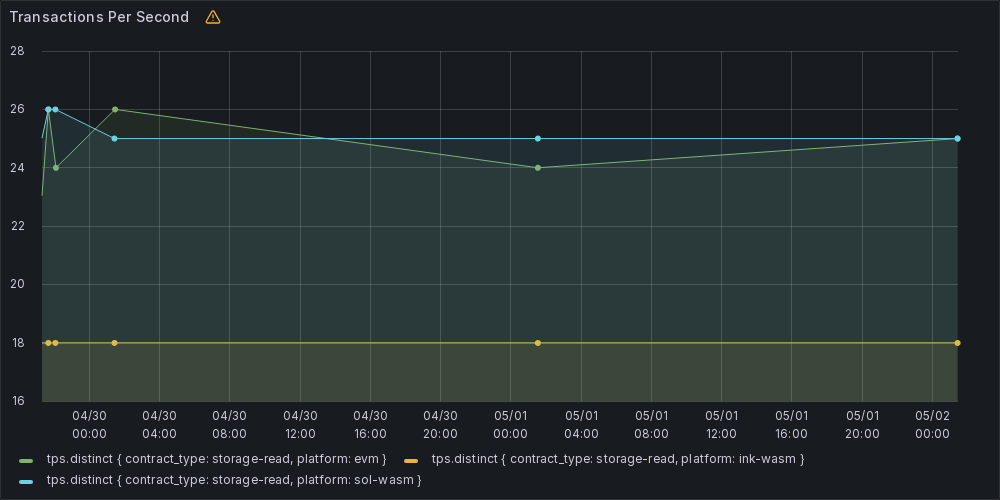 Transactions Per Second
28
26
24
22
20
18
16
04/30 04/30 04/30 04/30 04/30 04/30 05/01 05/01 05/01 05/01 05/01 05/01 05/02
00:00 04:00 08:00 12:00 16:00 20:00 00:00 04:00 08:00 12:00 16:00 20:00 00:00
tps.distinct { contract_type: storage-read, platform: evm } tps.distinct { contract_type: storage-read, platform: ink-wasm }
tps.distinct { contract_type: storage-read, platform: sol-wasm }